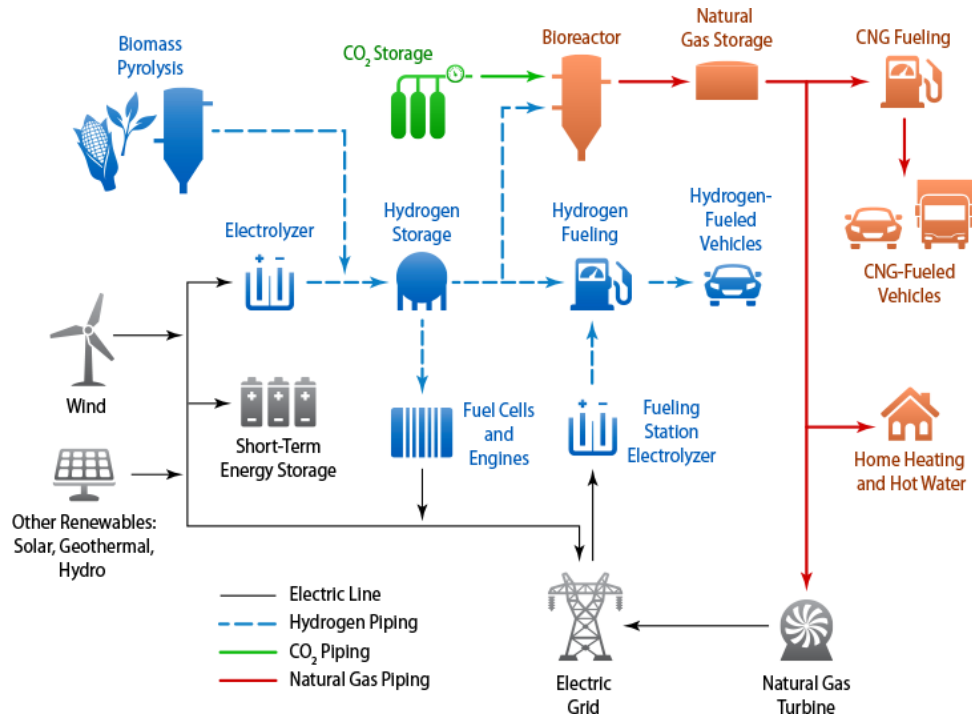 Biomass
Pyrolysis
CO₂ Storage
Bioreactor
Natural
Gas Storage
CNG Fueling
Electrolyzer
Hydrogen
Storage
Hydrogen
Fueling
Hydrogen-
Fueled
Vehicles
CNG-Fueled
Vehicles
+ −
Wind
Short-Term
Energy Storage
+ + +
− − −
Fuel Cells
and
Engines
+ −
Fueling
Station
Electrolyzer
Home Heating
and Hot Water
Other Renewables:
Solar, Geothermal,
Hydro
Electric Line
Hydrogen Piping
CO₂ Piping
Natural Gas Piping
Electric
Grid
Natural Gas
Turbine